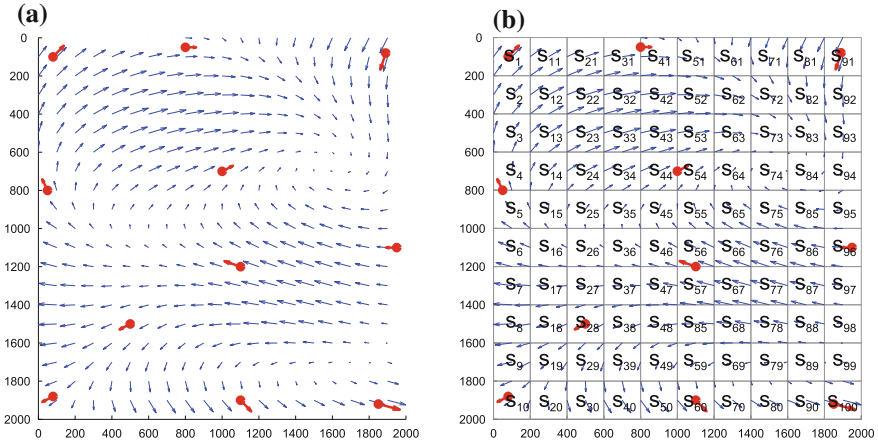 (a)
0
200
400
600
800
1000
1200
1400
1600
1800
2000
0 200 400 600 800 1000 1200 1400 1600 1800 2000
(b)
0
S1 S11 S21 S31 S41 S51 S61 S71 S81 S91
200
S2 S12 S22 S32 S42 S52 S62 S72 S82 S92
400
S3 S13 S23 S33 S43 S53 S63 S73 S83 S93
600
S4 S14 S24 S34 S44 S54 S64 S74 S84 S94
800
S5 S15 S25 S35 S45 S55 S65 S75 S85 S95
1000
S6 S16 S26 S36 S46 S56 S66 S76 S86 S96
1200
S7 S17 S27 S37 S47 S57 S67 S77 S87 S97
1400
S8 S18 S28 S38 S48 S85 S68 S78 S88 S98
1600
S9 S19 S29 S39 S49 S59 S69 S79 S89 S99
1800
S10 S20 S30 S40 S50 S60 S70 S80 S90 S100
2000
0 200 400 600 800 1000 1200 1400 1600 1800 2000